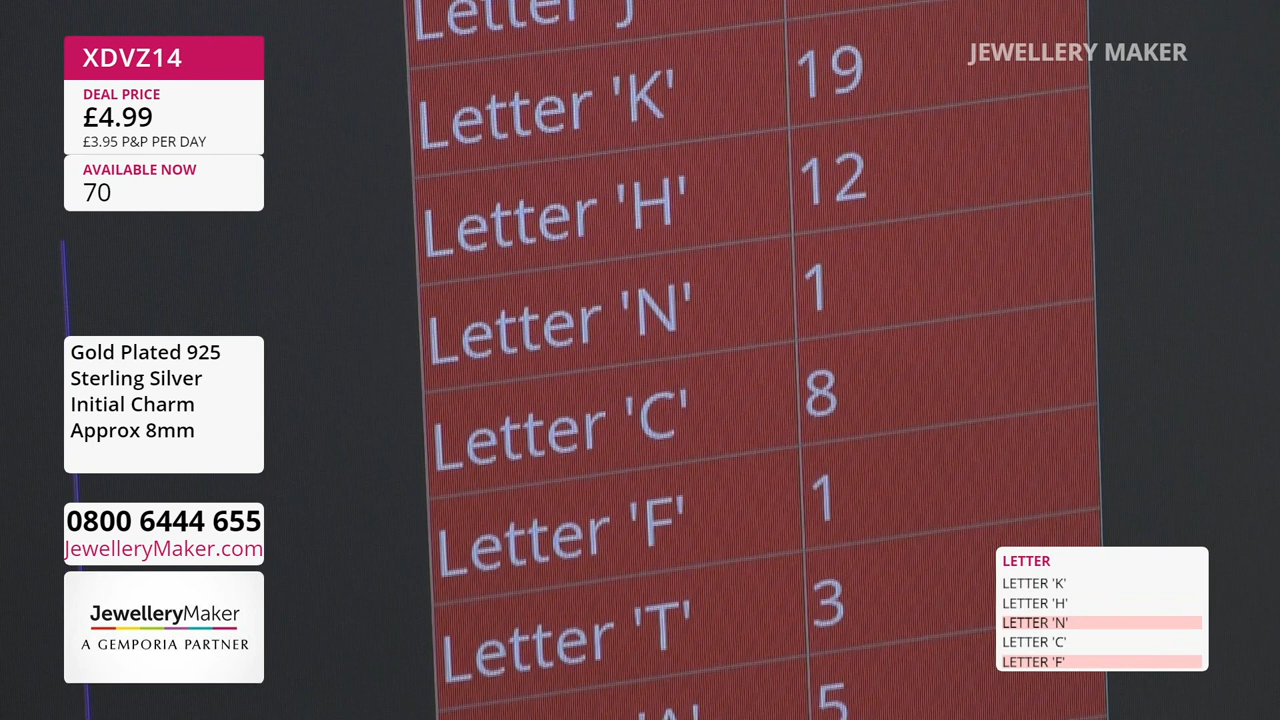 XDVZ14
DEAL PRICE
£4.99
£3.95 P&P PER DAY
AVAILABLE NOW
70
Gold Plated 925
Sterling Silver
Initial Charm
Approx 8mm
0800 6444 655
JewelleryMaker.com
JewelleryMaker
A GEMPORIA PARTNER
JEWELLERY MAKER
Letter 'J'
Letter 'K' 19
Letter 'H' 12
Letter 'N' 1
Letter 'C' 8
Letter 'F' 1
Letter 'T' 3
5
LETTER
LETTER 'K'
LETTER 'H'
LETTER 'N'
LETTER 'C'
LETTER 'F'